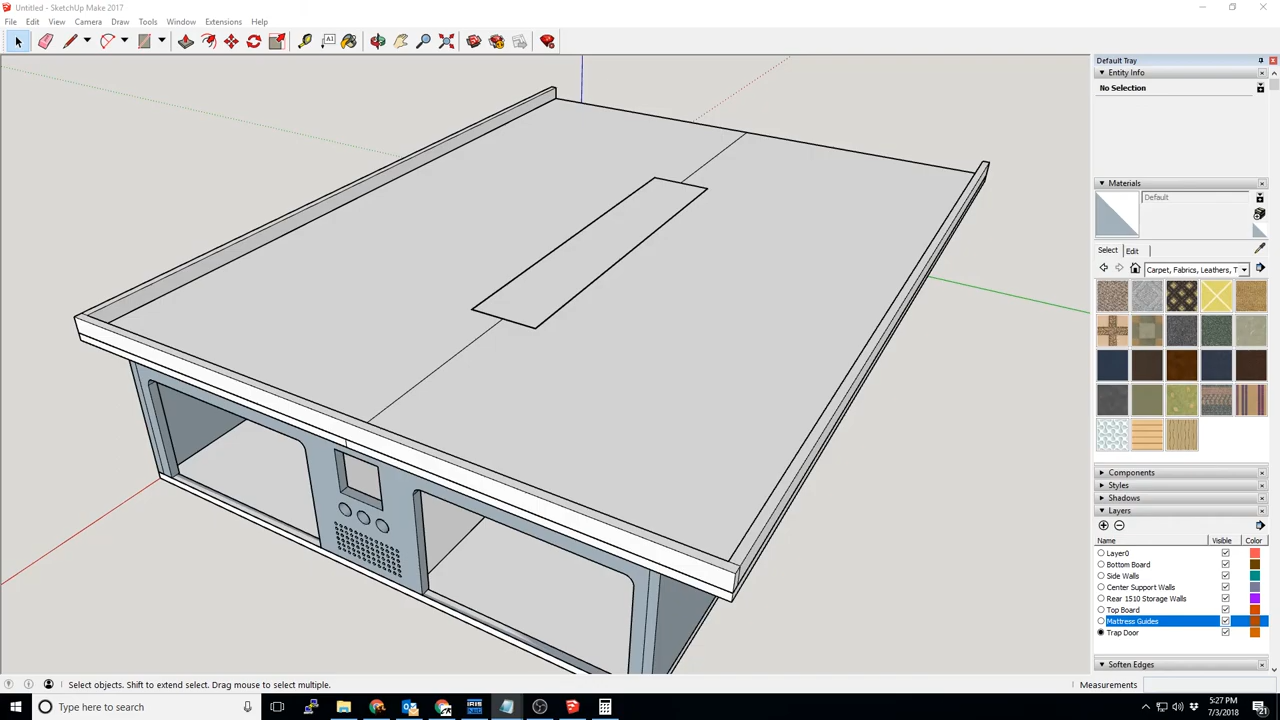 Untitled - SketchUp Make 2017
File Edit View Camera Draw Tools Window Extensions Help
Default Tray
Entity Info
No Selection
Materials
Default
Select Edit
Carpet, Fabrics, Leathers, T
Components
Styles
Shadows
Layers
Name Visible Color
Layer0
Bottom Board
Side Walls
Center Support Walls
Rear 1510 Storage Walls
Top Board
Mattress Guides
Trap Door
Soften Edges
Select objects. Shift to extend select. Drag mouse to select multiple.
Measurements
Type here to search
5:27 PM
7/3/2018
21